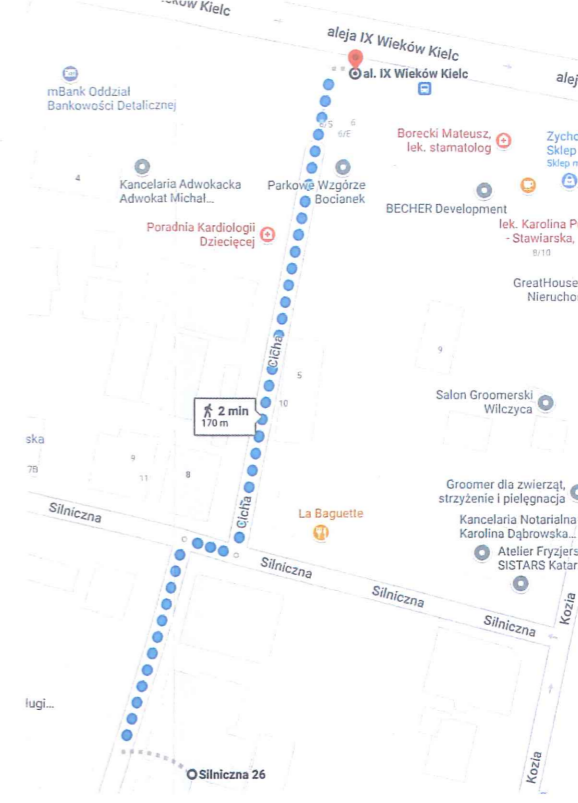 Wieków Kielc
aleja IX Wieków Kielc
al. IX Wieków Kielc
alej
mBank Oddział
Bankowości Detalicznej
6/5
6
6/E
Borecki Mateusz,
lek. stamatolog
Zycho
Sklep
Sklep m
4
Kancelaria Adwokacka
Adwokat Michał...
Parkowe Wzgórze
Bocianek
BECHER Development
Poradnia Kardiologii
Dziecięcej
lek. Karolina P
- Stawiarska,
8/10
GreatHouse
Nierucho
Cicha
9
5
10
2 min
170 m
Salon Groomerski
Wilczyca
ska
7B
9
11
8
Groomer dla zwierząt,
strzyżenie i pielęgnacja
Silniczna
Cicha
La Baguette
Kancelaria Notarialna
Karolina Dąbrowska...
Atelier Fryzjers
SISTARS Katar
Silniczna
Silniczna
Silniczna
Kozia
ługi...
Silniczna 26
Kozia